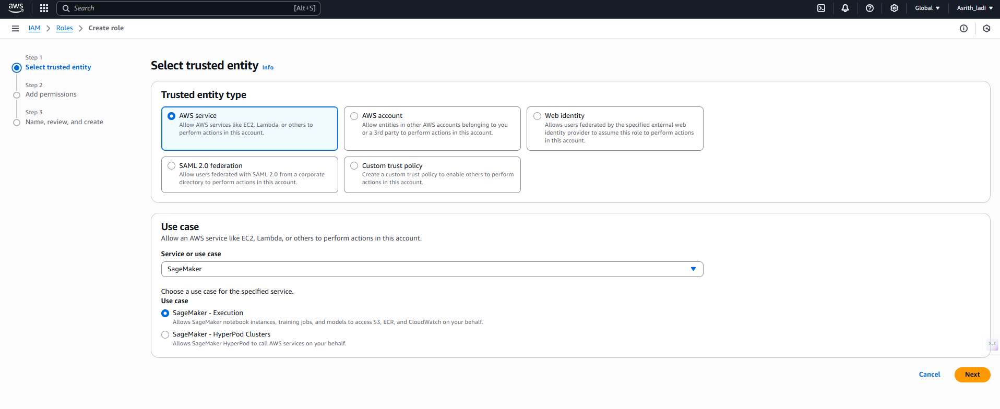 aws
Search
[Alt+S]
Global
Asrith_ladi
IAM
Roles
Create role
Step 1
Select trusted entity
Step 2
Add permissions
Step 3
Name, review, and create
Select trusted entity Info
Trusted entity type
AWS service
Allow AWS services like EC2, Lambda, or others to
perform actions in this account.
AWS account
Allow entities in other AWS accounts belonging to you
or a 3rd party to perform actions in this account.
Web identity
Allows users federated by the specified external web
identity provider to assume this role to perform actions
in this account.
SAML 2.0 federation
Allow users federated with SAML 2.0 from a corporate
directory to perform actions in this account.
Custom trust policy
Create a custom trust policy to enable others to perform
actions in this account.
Use case
Allow an AWS service like EC2, Lambda, or others to perform actions in this account.
Service or use case
SageMaker
Choose a use case for the specified service.
Use case
SageMaker - Execution
Allows SageMaker notebook instances, training jobs, and models to access S3, ECR, and CloudWatch on your behalf.
SageMaker - HyperPod Clusters
Allows SageMaker HyperPod to call AWS services on your behalf.
Cancel
Next